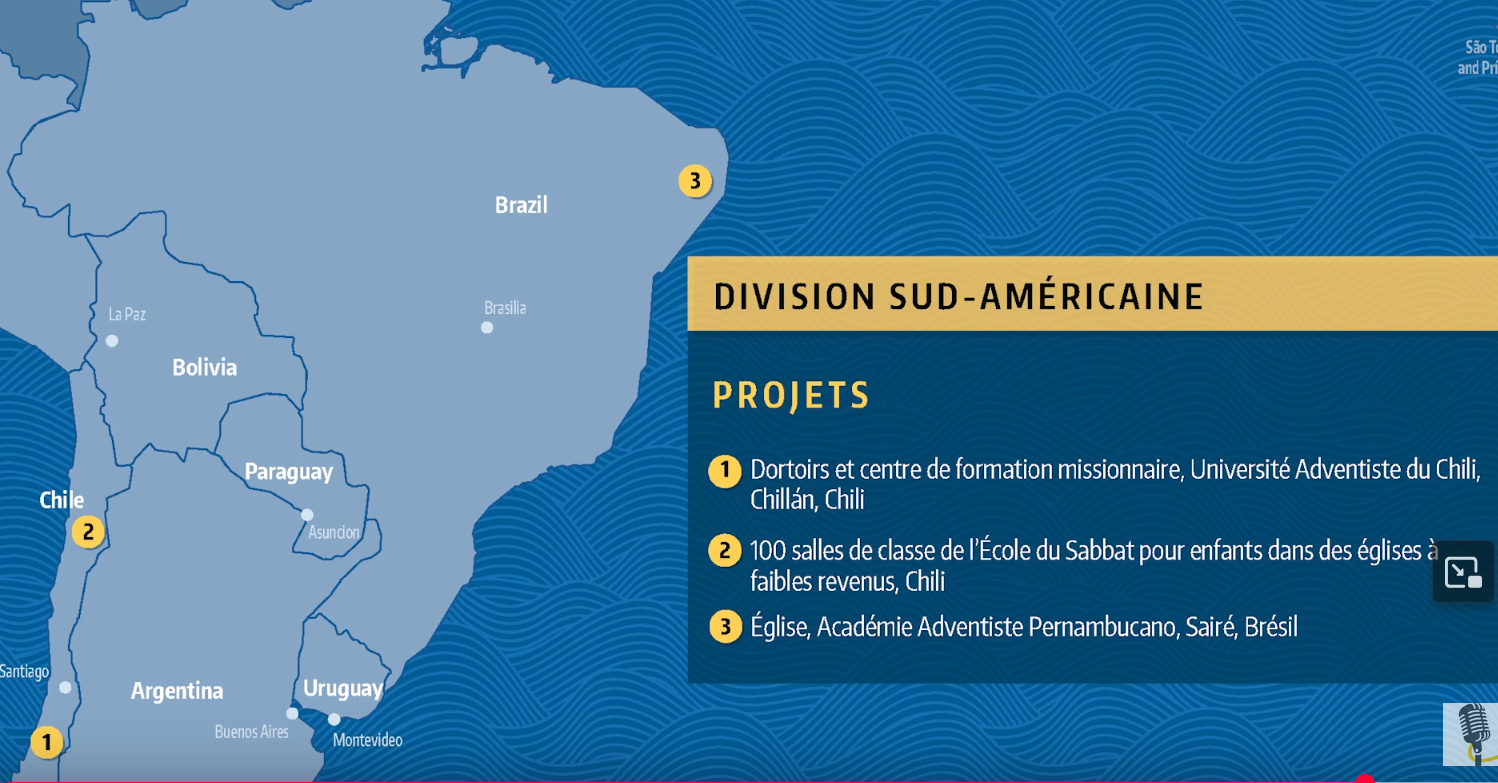 São To
and Prí
3
Brazil
DIVISION SUD-AMÉRICAINE
La Paz
Brasilia
Bolivia
PROJETS
Paraguay
1 Dortoirs et centre de formation missionnaire, Université Adventiste du Chili,
Chillán, Chili
Chile
2
Asuncion
2 100 salles de classe de l'École du Sabbat pour enfants dans des églises à
faibles revenus, Chili
3 Église, Académie Adventiste Pernambucano, Sairé, Brésil
Santiago
Argentina
Uruguay
Buenos Aires
Montevideo
1